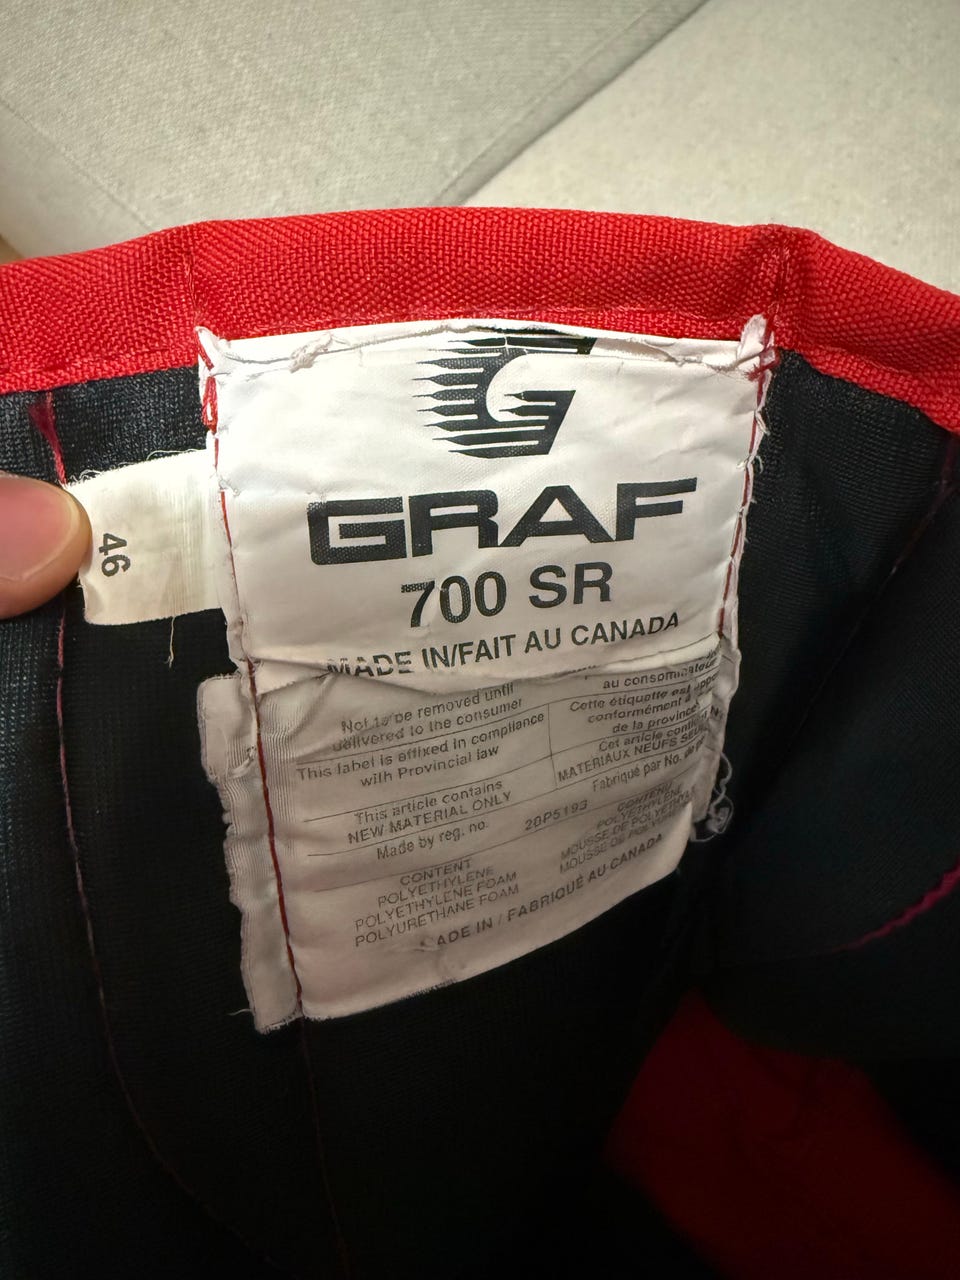 46
GRAF
700 SR
MADE IN/FAIT AU CANADA
Not to be removed until
delivered to the consumer
This label is affixed in compliance
with Provincial law
This article contains
NEW MATERIAL ONLY
Made by reg. no.
20P5193
CONTENT
POLYETHYLENE
POLYETHYLENE FOAM
POLYURETHANE FOAM
au consommateur
Cette étiquette est
conformément à
de la province
Cet article contient
MATERIAUX NEUFS
Fabriqué par No. de
CONTENU
POLYETHYLENE
MOUSSE DE
MOUSSE DE
MADE IN / FABRIQUÉ AU CANADA